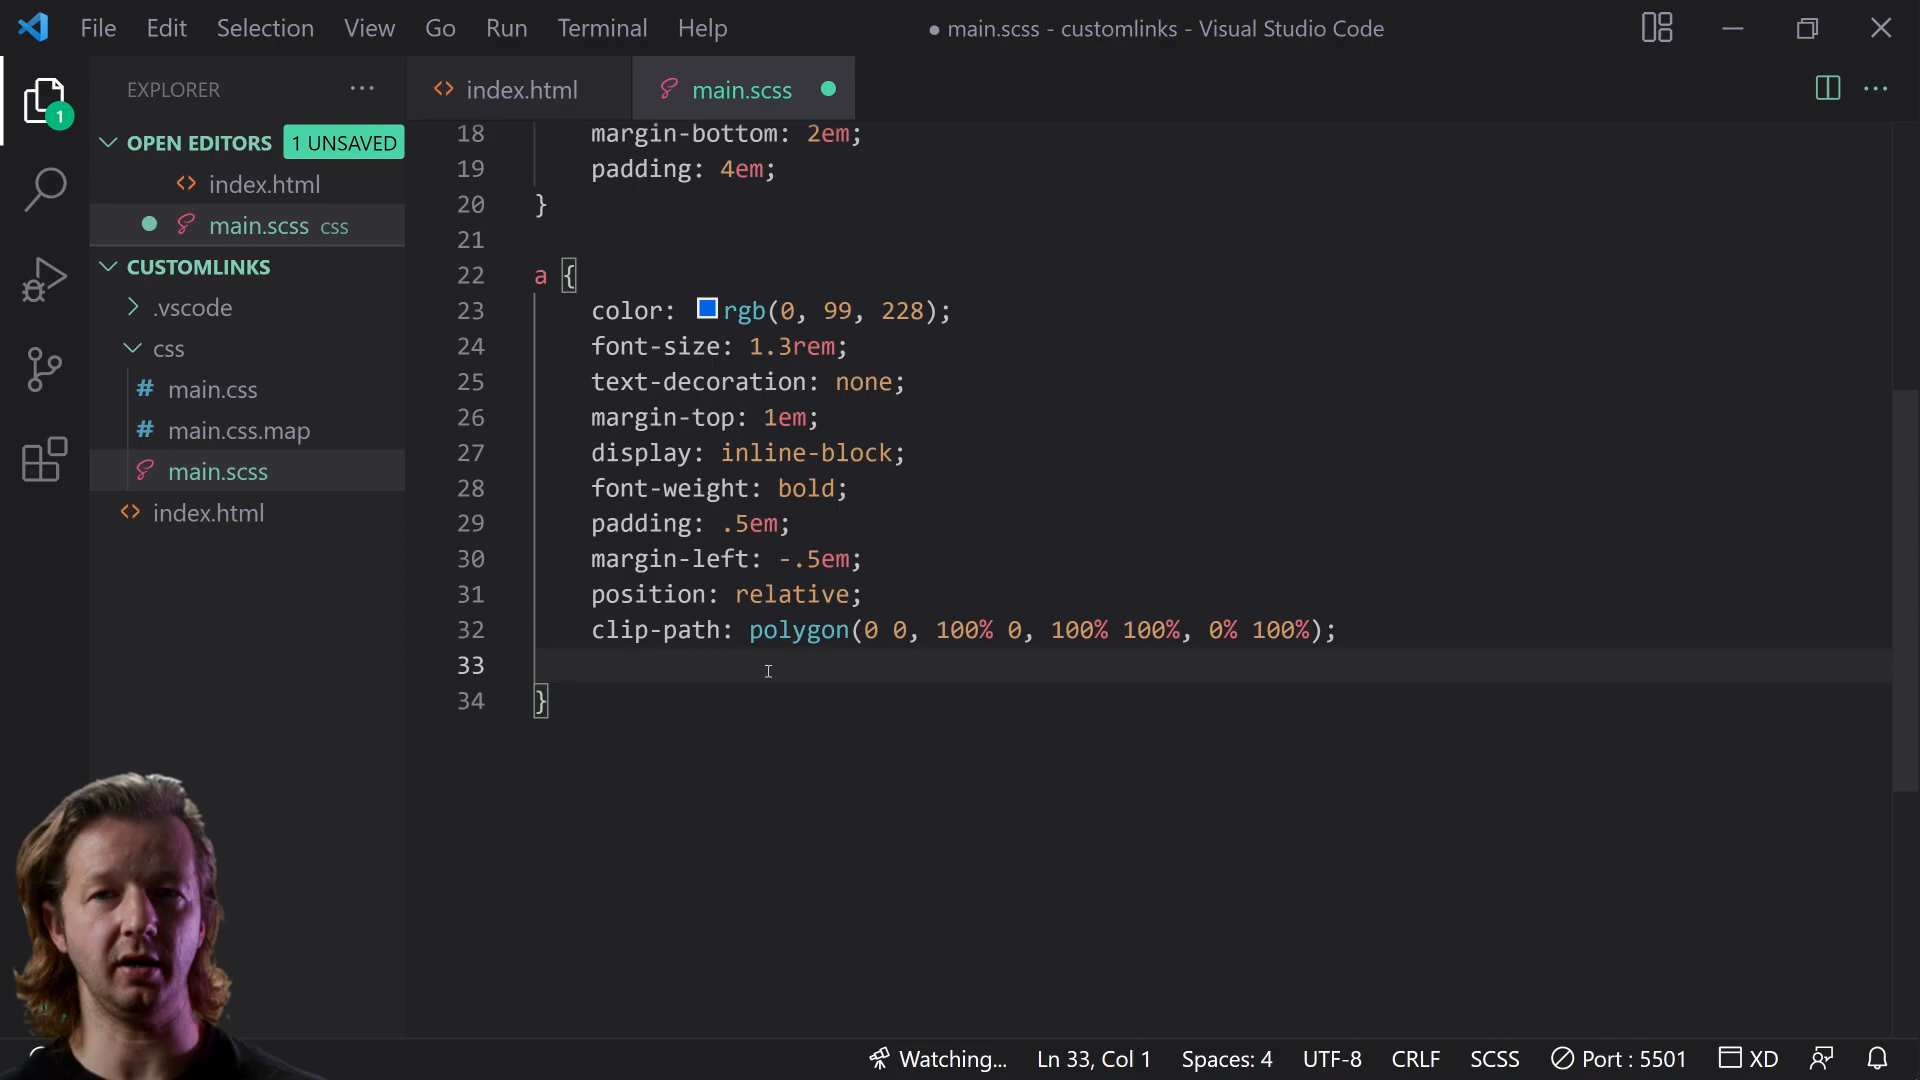 File Edit Selection View Go Run Terminal Help
● main.scss - customlinks - Visual Studio Code
EXPLORER
1
OPEN EDITORS 1 UNSAVED
index.html
main.scss css
CUSTOMLINKS
.vscode
css
# main.css
# main.css.map
main.scss
index.html
index.html
main.scss
18 margin-bottom: 2em;
19 padding: 4em;
20 }
21
22 a {
23 color: rgb(0, 99, 228);
24 font-size: 1.3rem;
25 text-decoration: none;
26 margin-top: 1em;
27 display: inline-block;
28 font-weight: bold;
29 padding: .5em;
30 margin-left: -.5em;
31 position: relative;
32 clip-path: polygon(0 0, 100% 0, 100% 100%, 0% 100%);
33
34 }
Watching... Ln 33, Col 1 Spaces: 4 UTF-8 CRLF SCSS Port : 5501 XD